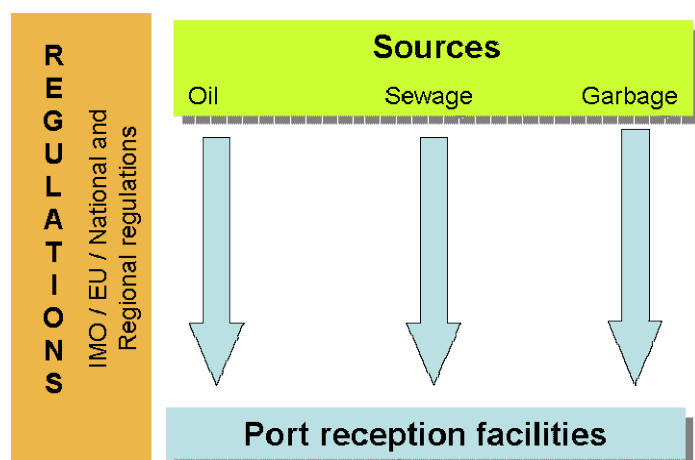 REGULATIONS
IMO / EU / National and
Regional regulations
Sources
Oil Sewage Garbage
Port reception facilities